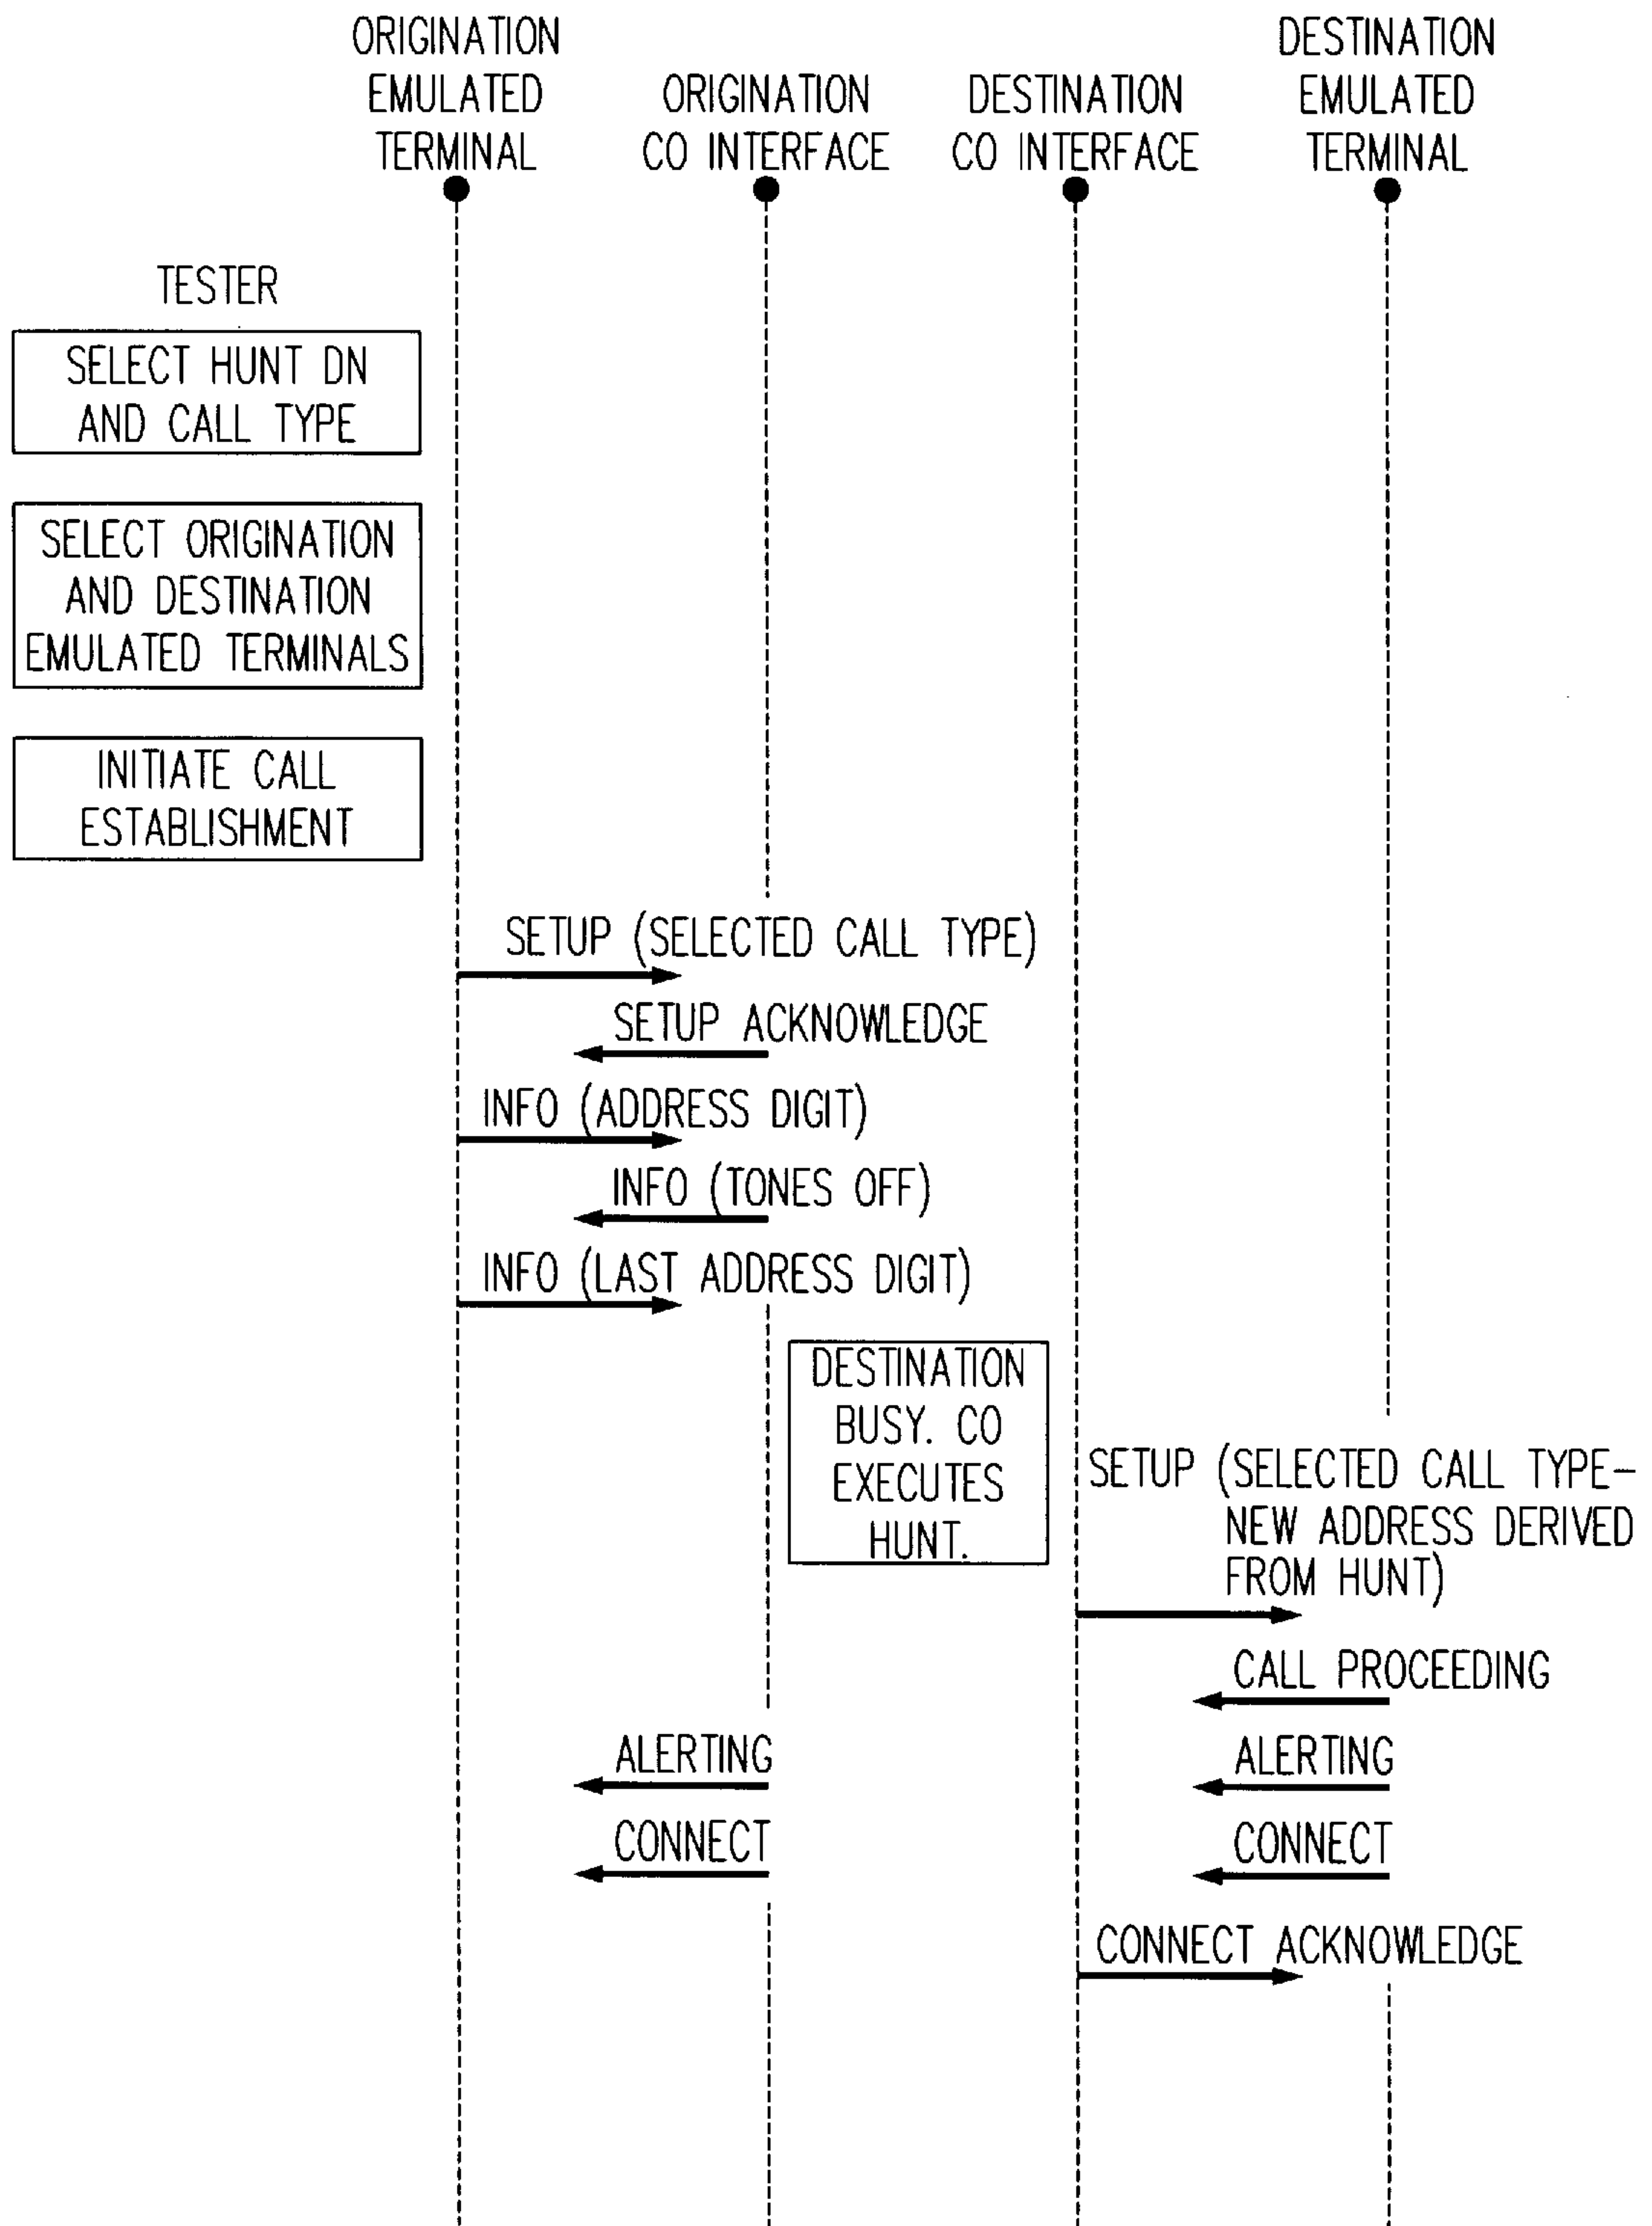 ORIGINATION
EMULATED
TERMINAL
ORIGINATION
CO INTERFACE
DESTINATION
CO INTERFACE
DESTINATION
EMULATED
TERMINAL
TESTER
SELECT HUNT DN
AND CALL TYPE
SELECT ORIGINATION
AND DESTINATION
EMULATED TERMINALS
INITIATE CALL
ESTABLISHMENT
SETUP (SELECTED CALL TYPE)
SETUP ACKNOWLEDGE
INFO (ADDRESS DIGIT)
INFO (TONES OFF)
INFO (LAST ADDRESS DIGIT)
DESTINATION
BUSY. CO
EXECUTES
HUNT.
SETUP (SELECTED CALL TYPE–
NEW ADDRESS DERIVED
FROM HUNT)
CALL PROCEEDING
ALERTING
ALERTING
CONNECT
CONNECT
CONNECT ACKNOWLEDGE